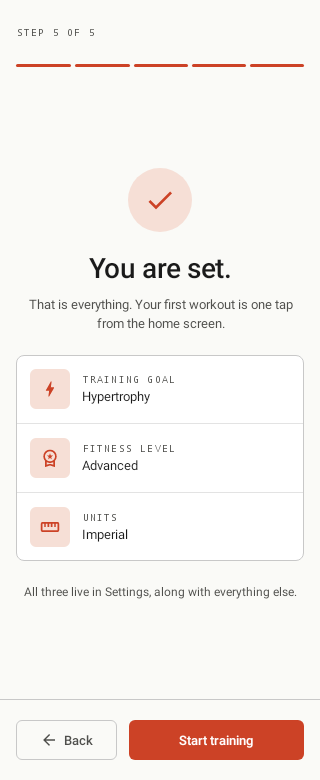 STEP 5 OF 5
You are set.
That is everything. Your first workout is one tap
from the home screen.
TRAINING GOAL
Hypertrophy
FITNESS LEVEL
Advanced
UNITS
Imperial
All three live in Settings, along with everything else.
Back
Start training